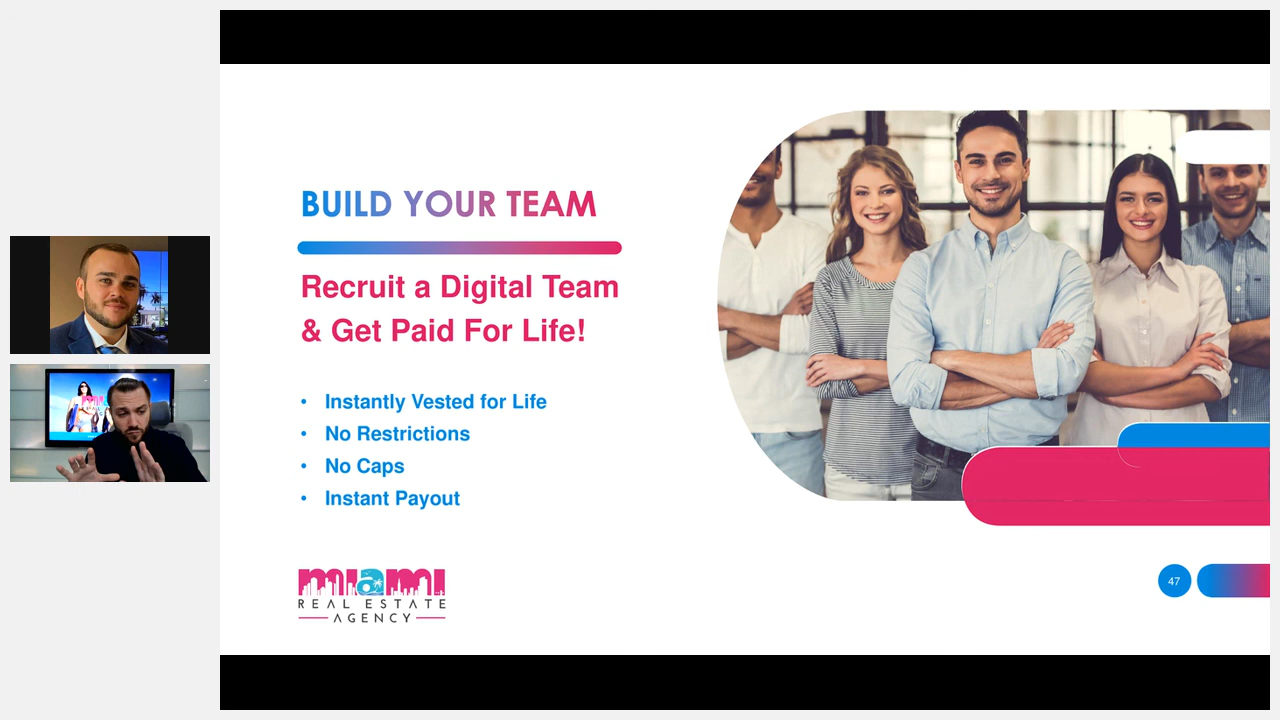 BUILD YOUR TEAM
Recruit a Digital Team
& Get Paid For Life!
• Instantly Vested for Life
• No Restrictions
• No Caps
• Instant Payout
miami
REAL ESTATE
AGENCY
47